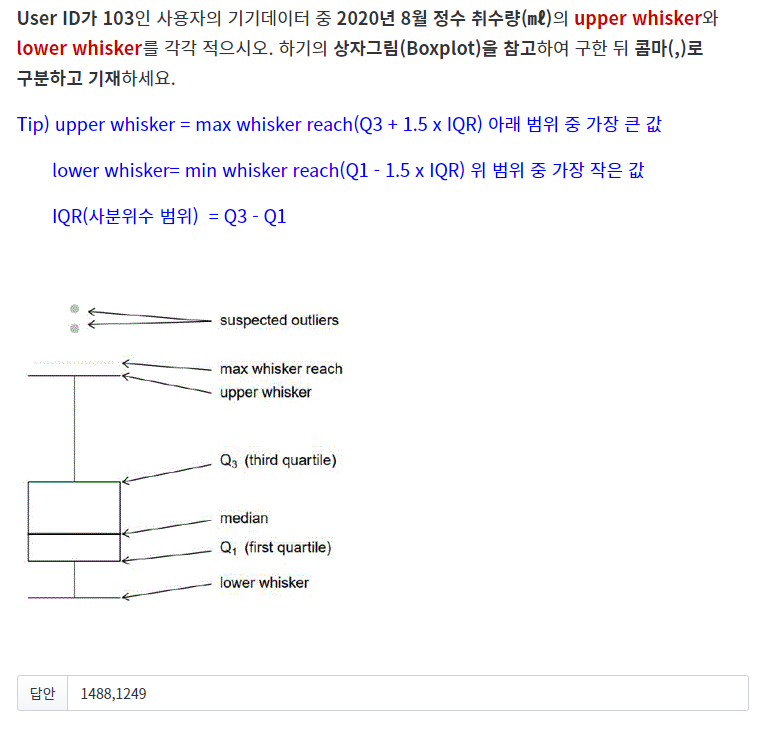 User ID가 103인 사용자의 기기데이터 중 2020년 8월 정수 취수량(㎖)의 upper whisker와
lower whisker를 각각 적으시오. 하기의 상자그림(Boxplot)을 참고하여 구한 뒤 콤마(,)로
구분하고 기재하세요.
Tip) upper whisker = max whisker reach(Q3 + 1.5 x IQR) 아래 범위 중 가장 큰 값
lower whisker= min whisker reach(Q1 - 1.5 x IQR) 위 범위 중 가장 작은 값
IQR(사분위수 범위) = Q3 - Q1
suspected outliers
max whisker reach
upper whisker
Q3 (third quartile)
median
Q1 (first quartile)
lower whisker
답안 1488,1249